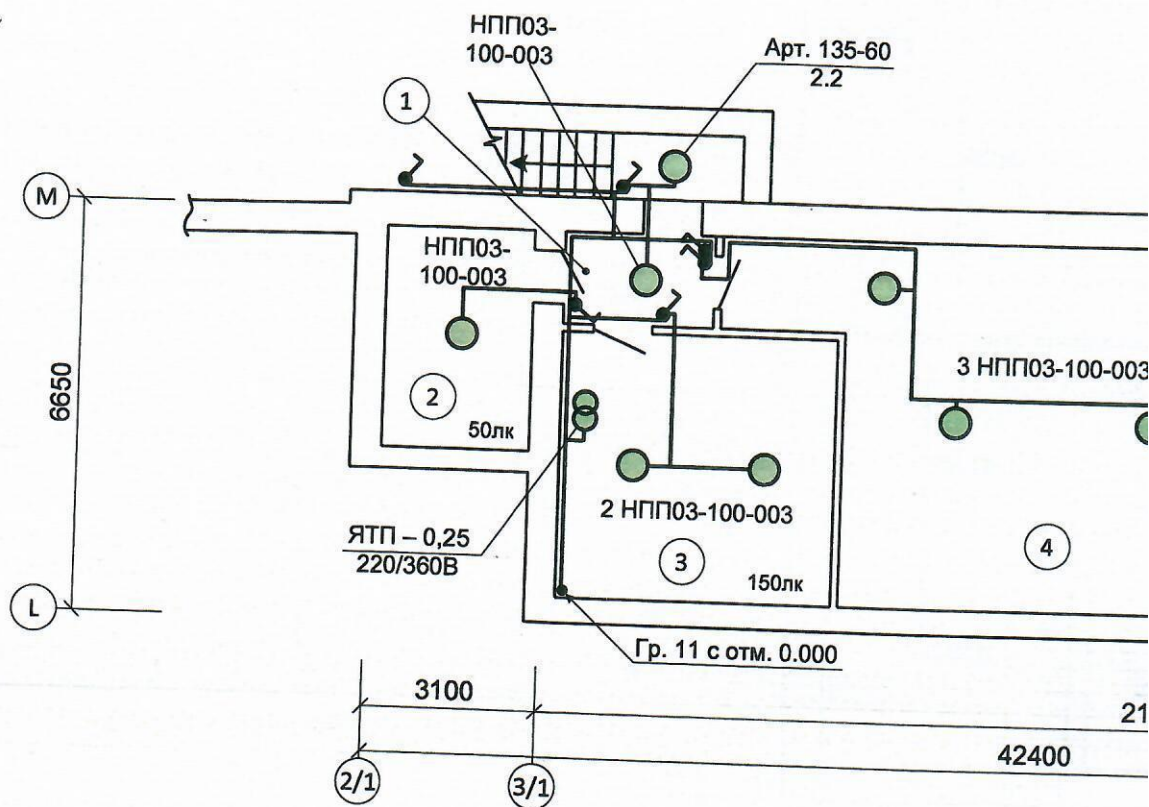 НПП03-
100-003
Арт. 135-60
2.2
1
М
НПП03-
100-003
6650
2
50лк
3 НПП03-100-003
2 НПП03-100-003
ЯТП – 0,25
220/360В
3
150лк
4
L
Гр. 11 с отм. 0.000
3100
21
42400
2/1
3/1